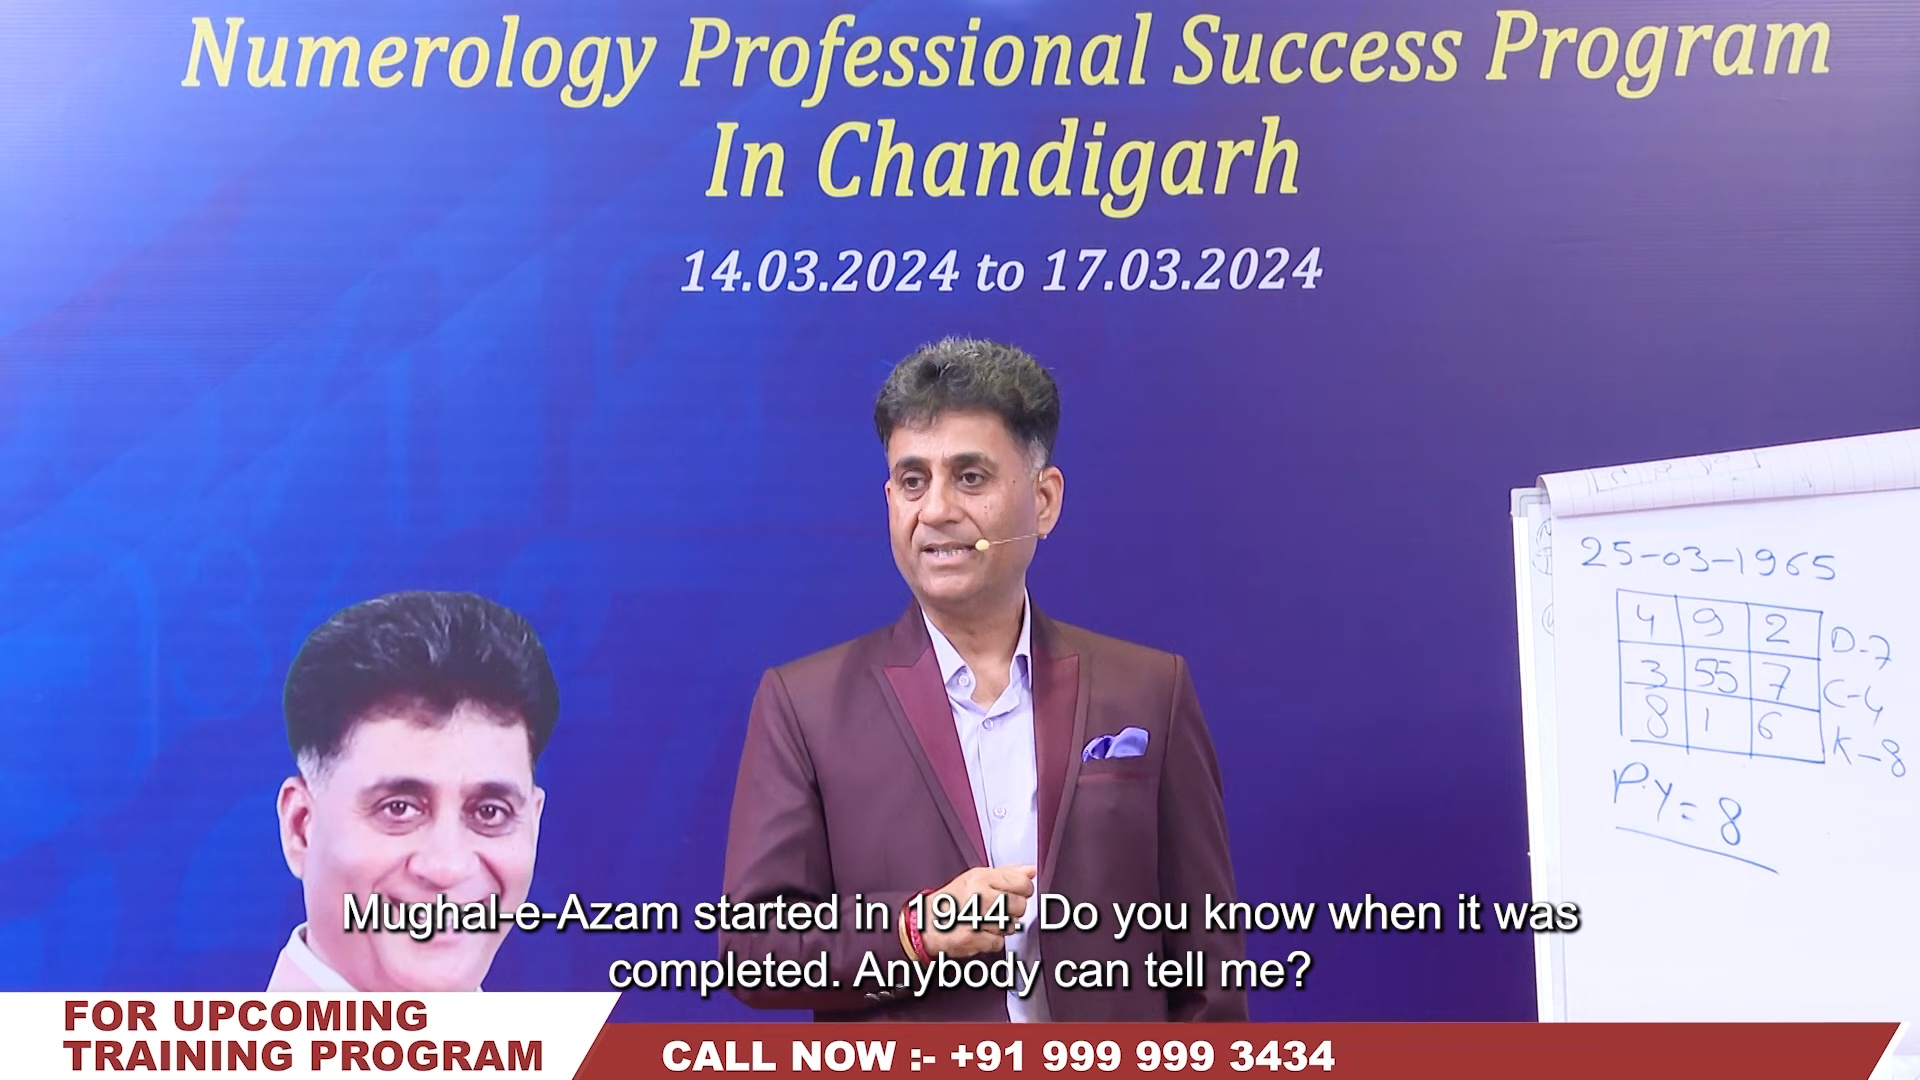 Numerology Professional Success Program
In Chandigarh
14.03.2024 to 17.03.2024
25-03-1965
4 9 2
D-7
3 55 7
C-4
8 1 6
K-8
P.Y = 8
Mughal-e-Azam started in 1944. Do you know when it was
completed. Anybody can tell me?
FOR UPCOMING
TRAINING PROGRAM
CALL NOW :- +91 999 999 3434